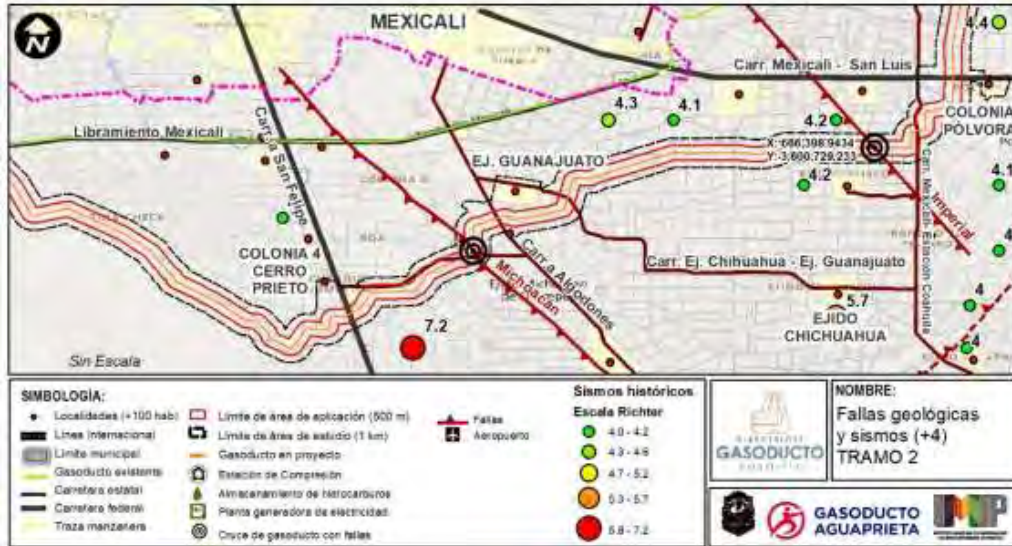 N
MEXICALI
4.4
Carr. Mexicali - San Luis
4.3
4.1
4.2
COLONIA
PÓLVORA
Libramiento Mexicali
Carr. a San Felipe
EJ. GUANAJUATO
X: 666,398.9434
Y: 3,600,729.233
4.2
4.1
Imperial
COLONIA 4
CERRO
PRIETO
Michoacán
Carr. a Algodones
Carr. Ej. Chihuahua - Ej. Guanajuato
Carr. Mexicali-Estación Coahuila
4
5.7
EJIDO
CHICHUAHUA
4
7.2
4
Sin Escala
SIMBOLOGÍA:
Localidades (+100 hab)
Línea Internacional
Límite municipal
Gasoducto existente
Carretera estatal
Carretera federal
Traza manzanera
Límite de área de aplicación (500 m)
Límite de área de estudio (1 km)
Gasoducto en proyecto
Estación de Compresión
Almacenamiento de hidrocarburos
Planta generadora de electricidad
Cruce de gasoducto con fallas
Fallas
Aeropuerto
Sismos históricos
Escala Richter
4.0 - 4.2
4.3 - 4.6
4.7 - 5.2
5.3 - 5.7
5.8 - 7.2
GASODUCTO
NOMBRE:
Fallas geológicas
y sismos (+4)
TRAMO 2
GASODUCTO
AGUAPRIETA